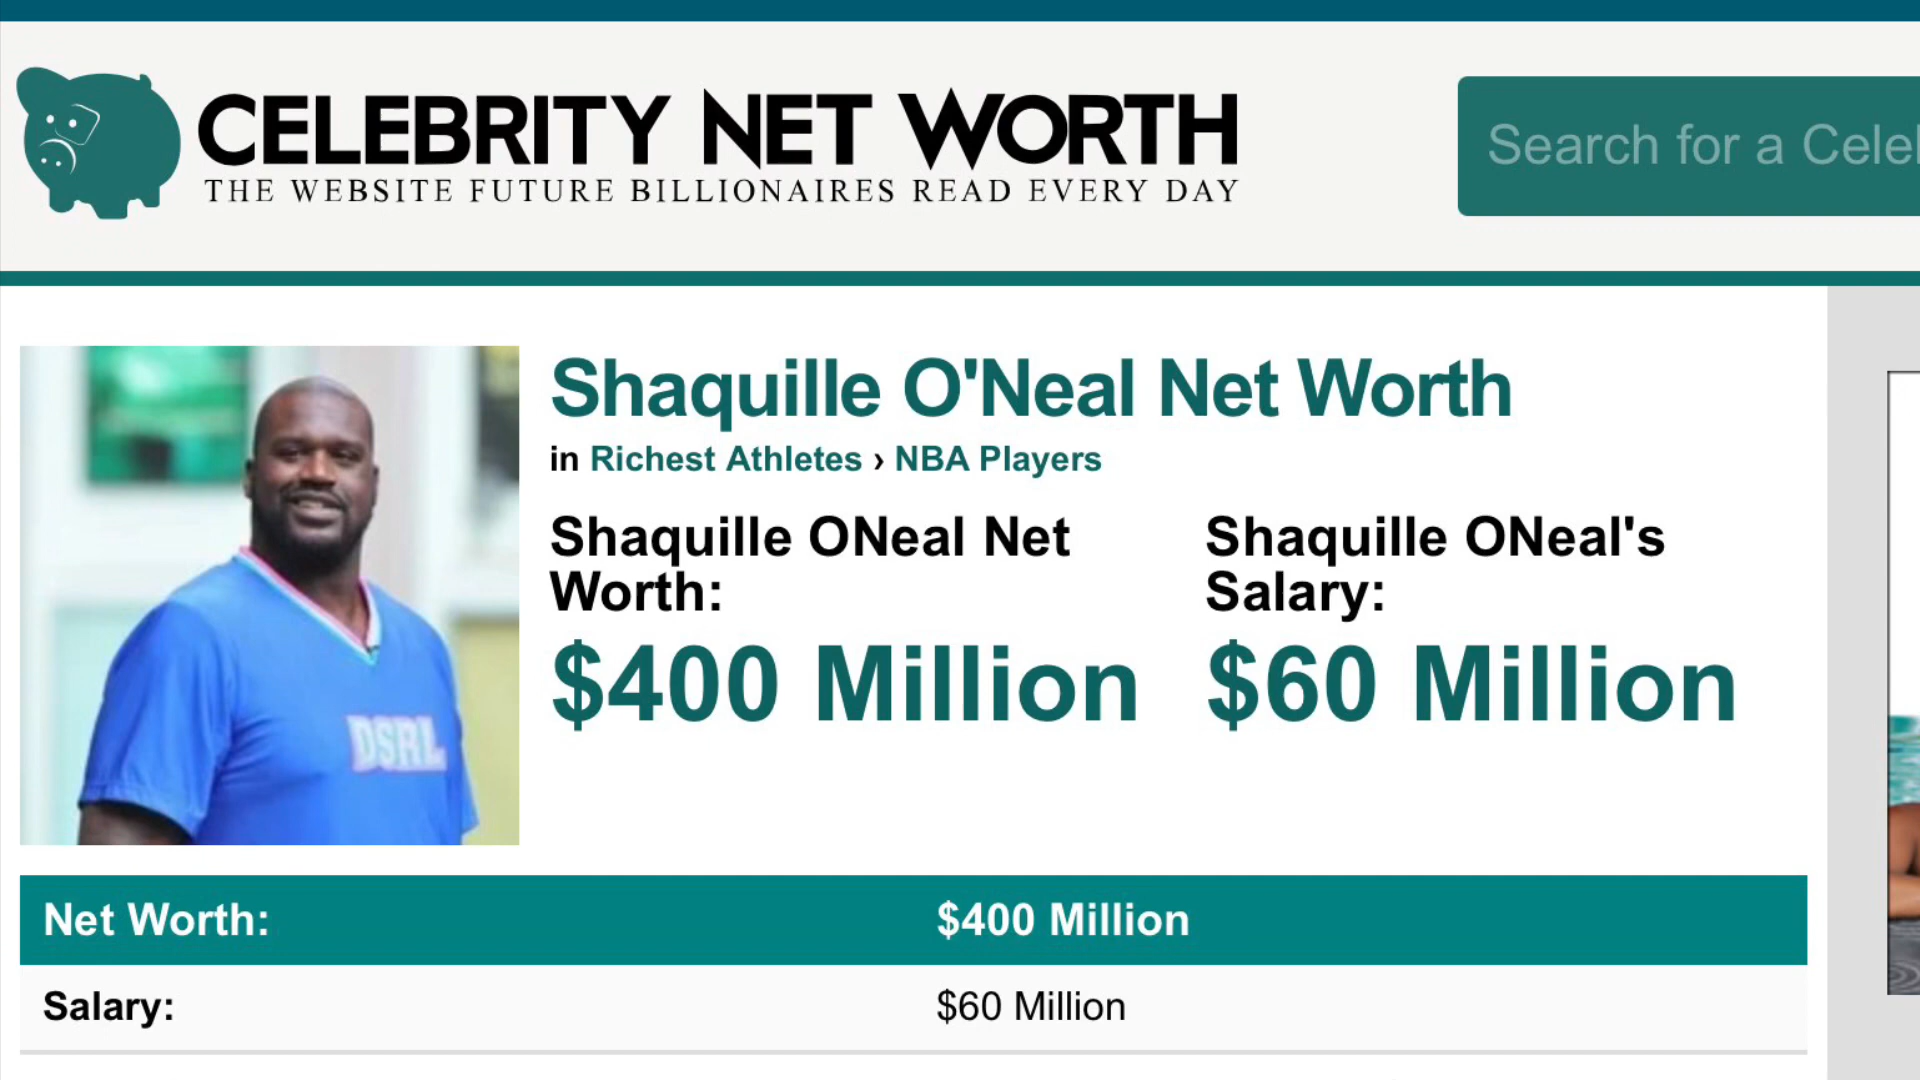 CELEBRITY NET WORTH
THE WEBSITE FUTURE BILLIONAIRES READ EVERY DAY
Search for a Cele
Shaquille O'Neal Net Worth
in Richest Athletes › NBA Players
Shaquille ONeal Net
Worth:
$400 Million
Shaquille ONeal's
Salary:
$60 Million
DSRL
Net Worth: $400 Million
Salary: $60 Million